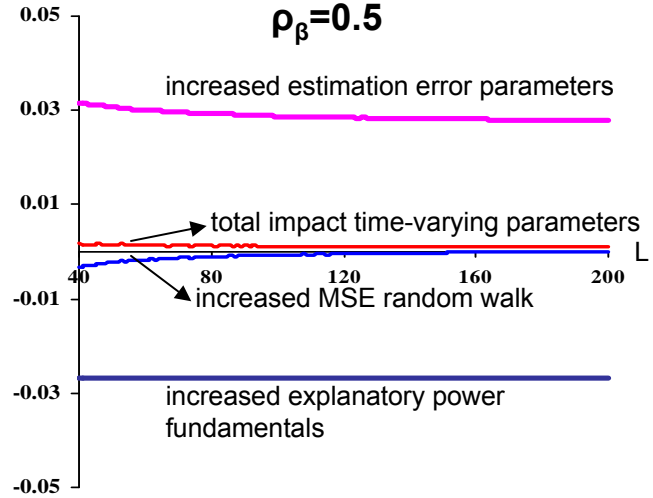 ρβ=0.5
0.05
increased estimation error parameters
0.03
0.01
total impact time-varying parameters
L
40
80
120
160
200
increased MSE random walk
-0.01
-0.03
increased explanatory power
fundamentals
-0.05